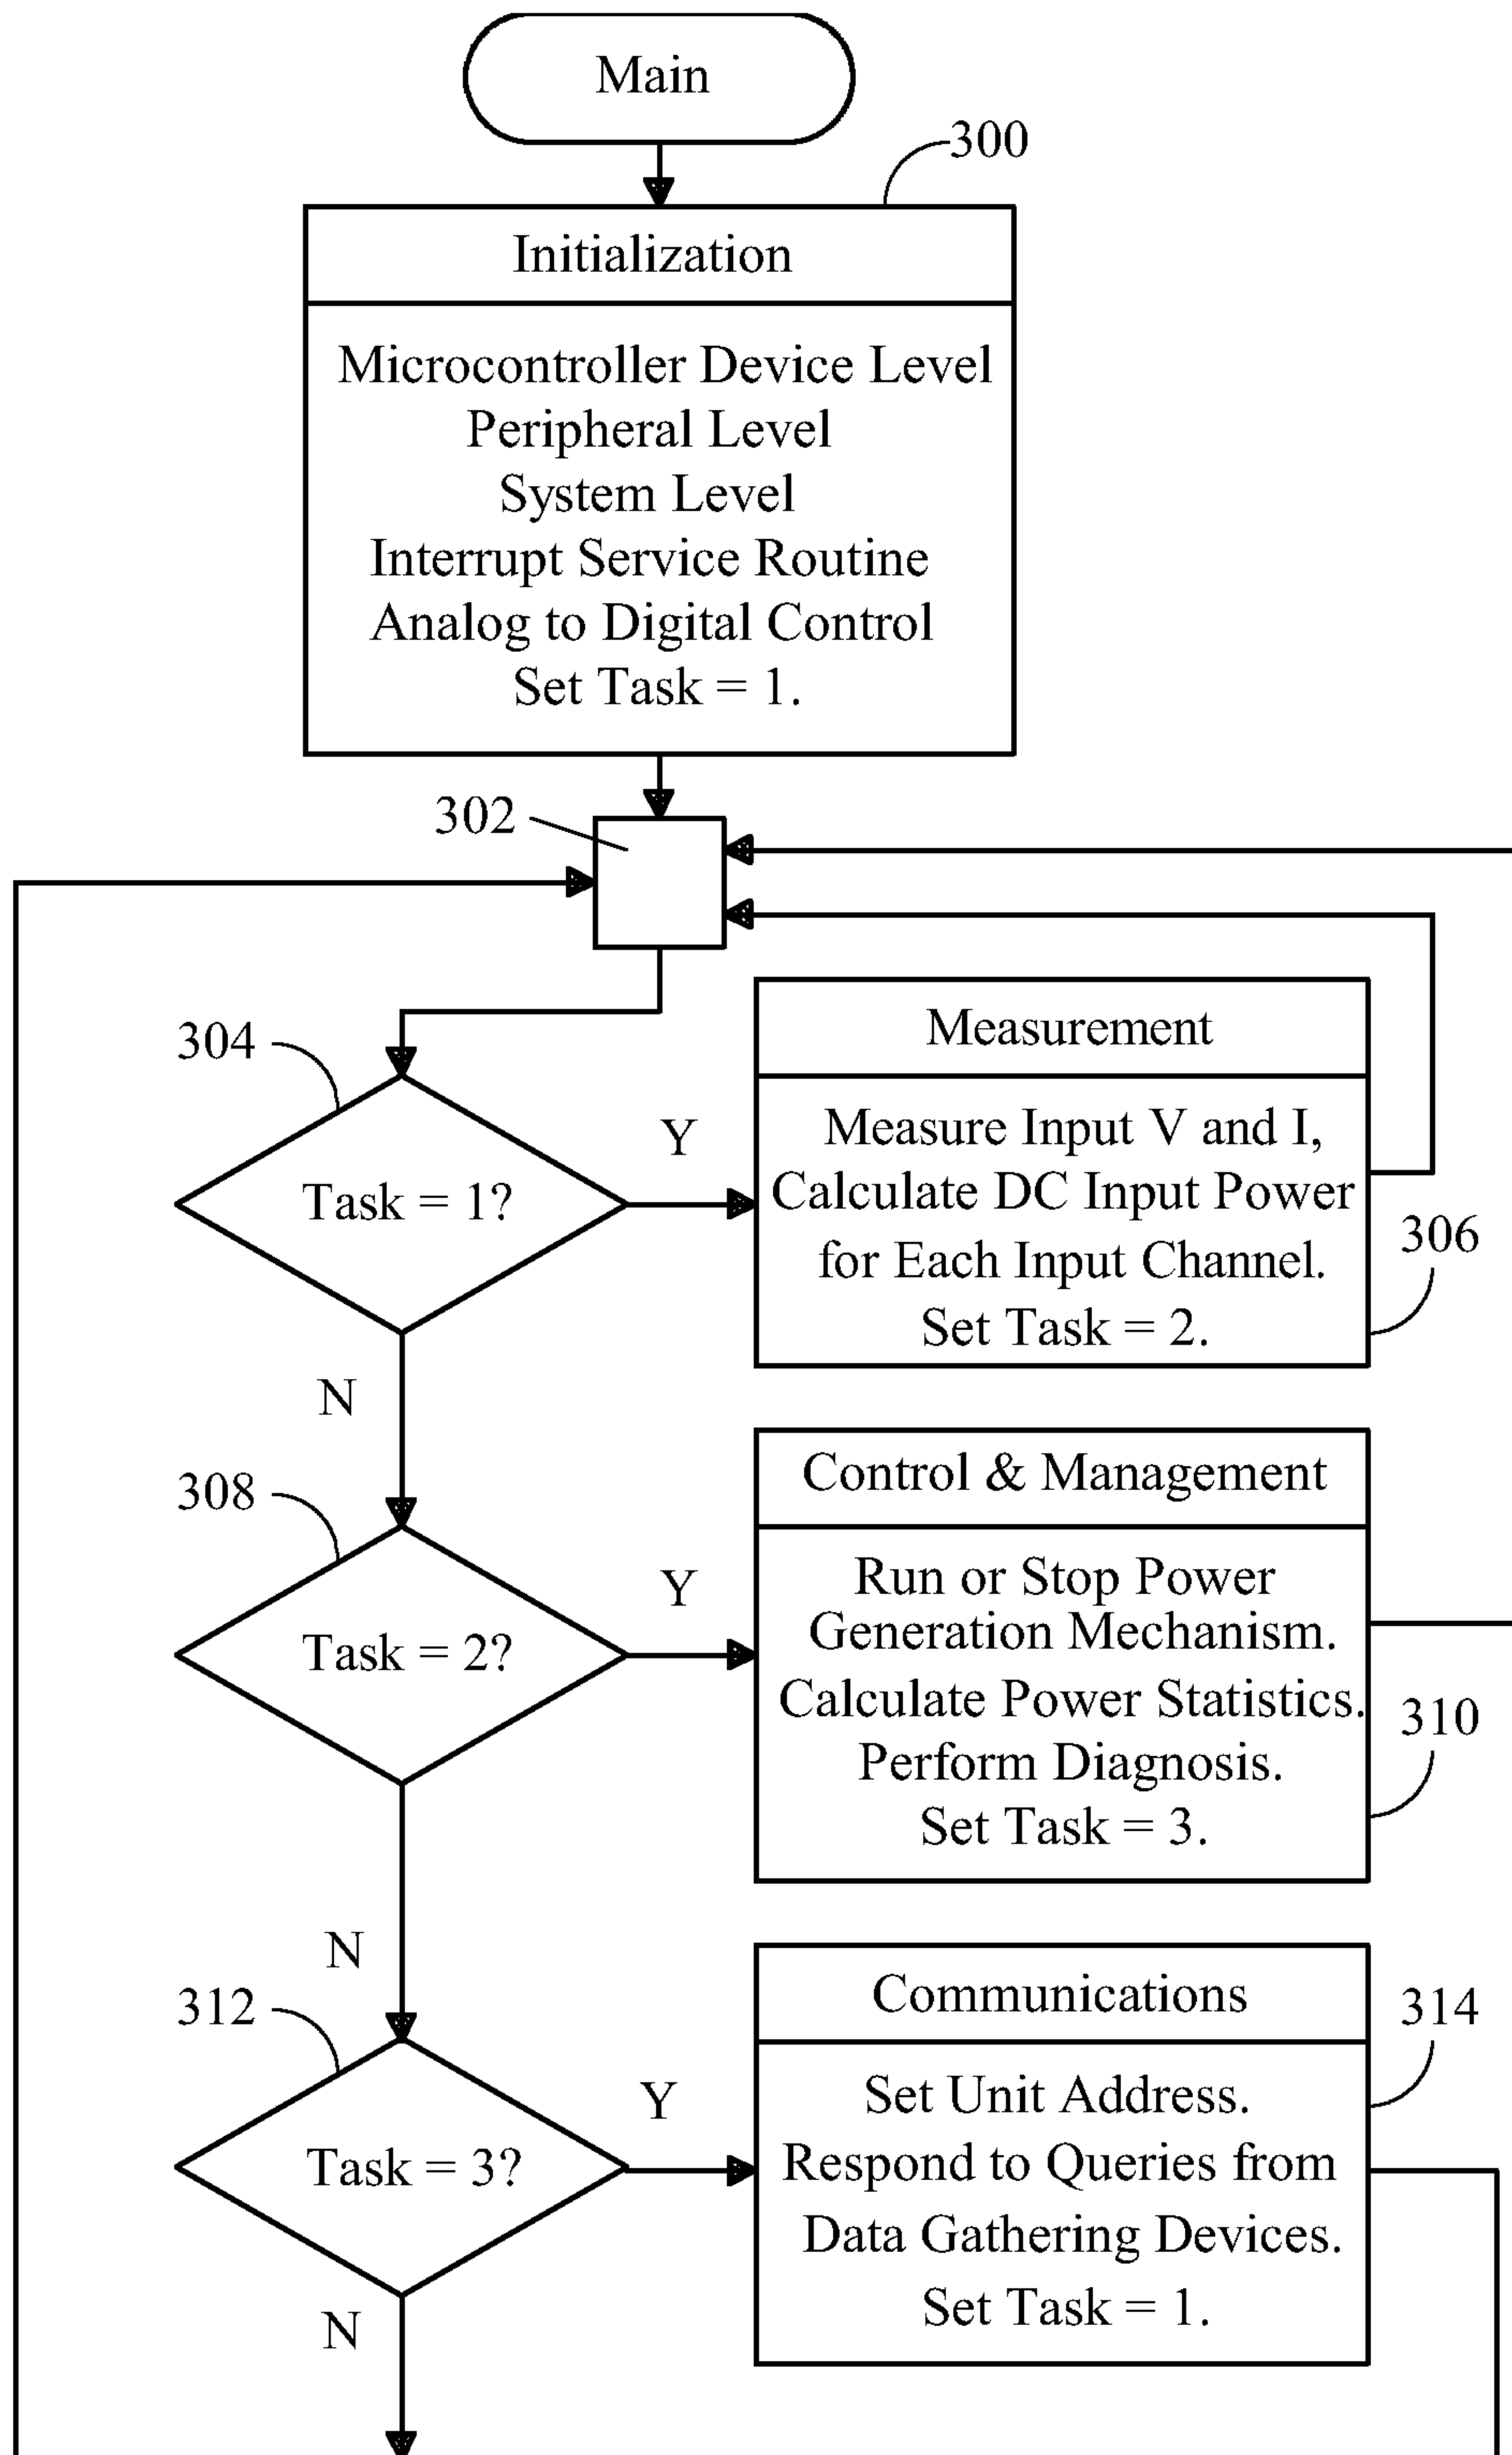 Main
300
Initialization
Microcontroller Device Level
Peripheral Level
System Level
Interrupt Service Routine
Analog to Digital Control
Set Task = 1.
302
304
Task = 1?
Y
N
Measurement
Measure Input V and I,
Calculate DC Input Power
for Each Input Channel.
Set Task = 2.
306
308
Task = 2?
Y
N
Control & Management
Run or Stop Power
Generation Mechanism.
Calculate Power Statistics.
Perform Diagnosis.
Set Task = 3.
310
312
Task = 3?
Y
N
Communications
Set Unit Address.
Respond to Queries from
Data Gathering Devices.
Set Task = 1.
314